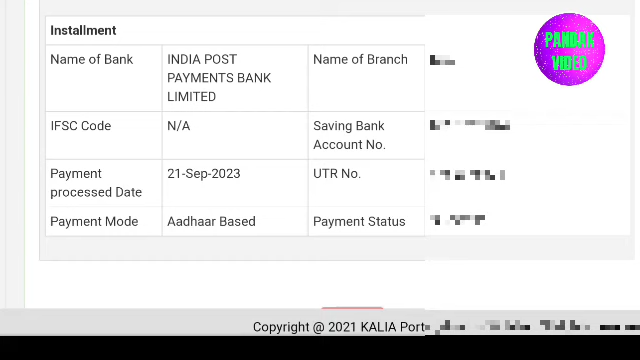 Installment
Name of Bank
INDIA POST
PAYMENTS BANK
LIMITED
Name of Branch
IFSC Code
N/A
Saving Bank
Account No.
Payment
processed Date
21-Sep-2023
UTR No.
Payment Mode
Aadhaar Based
Payment Status
Copyright @ 2021 KALIA Port
PANDAK
VIDEO